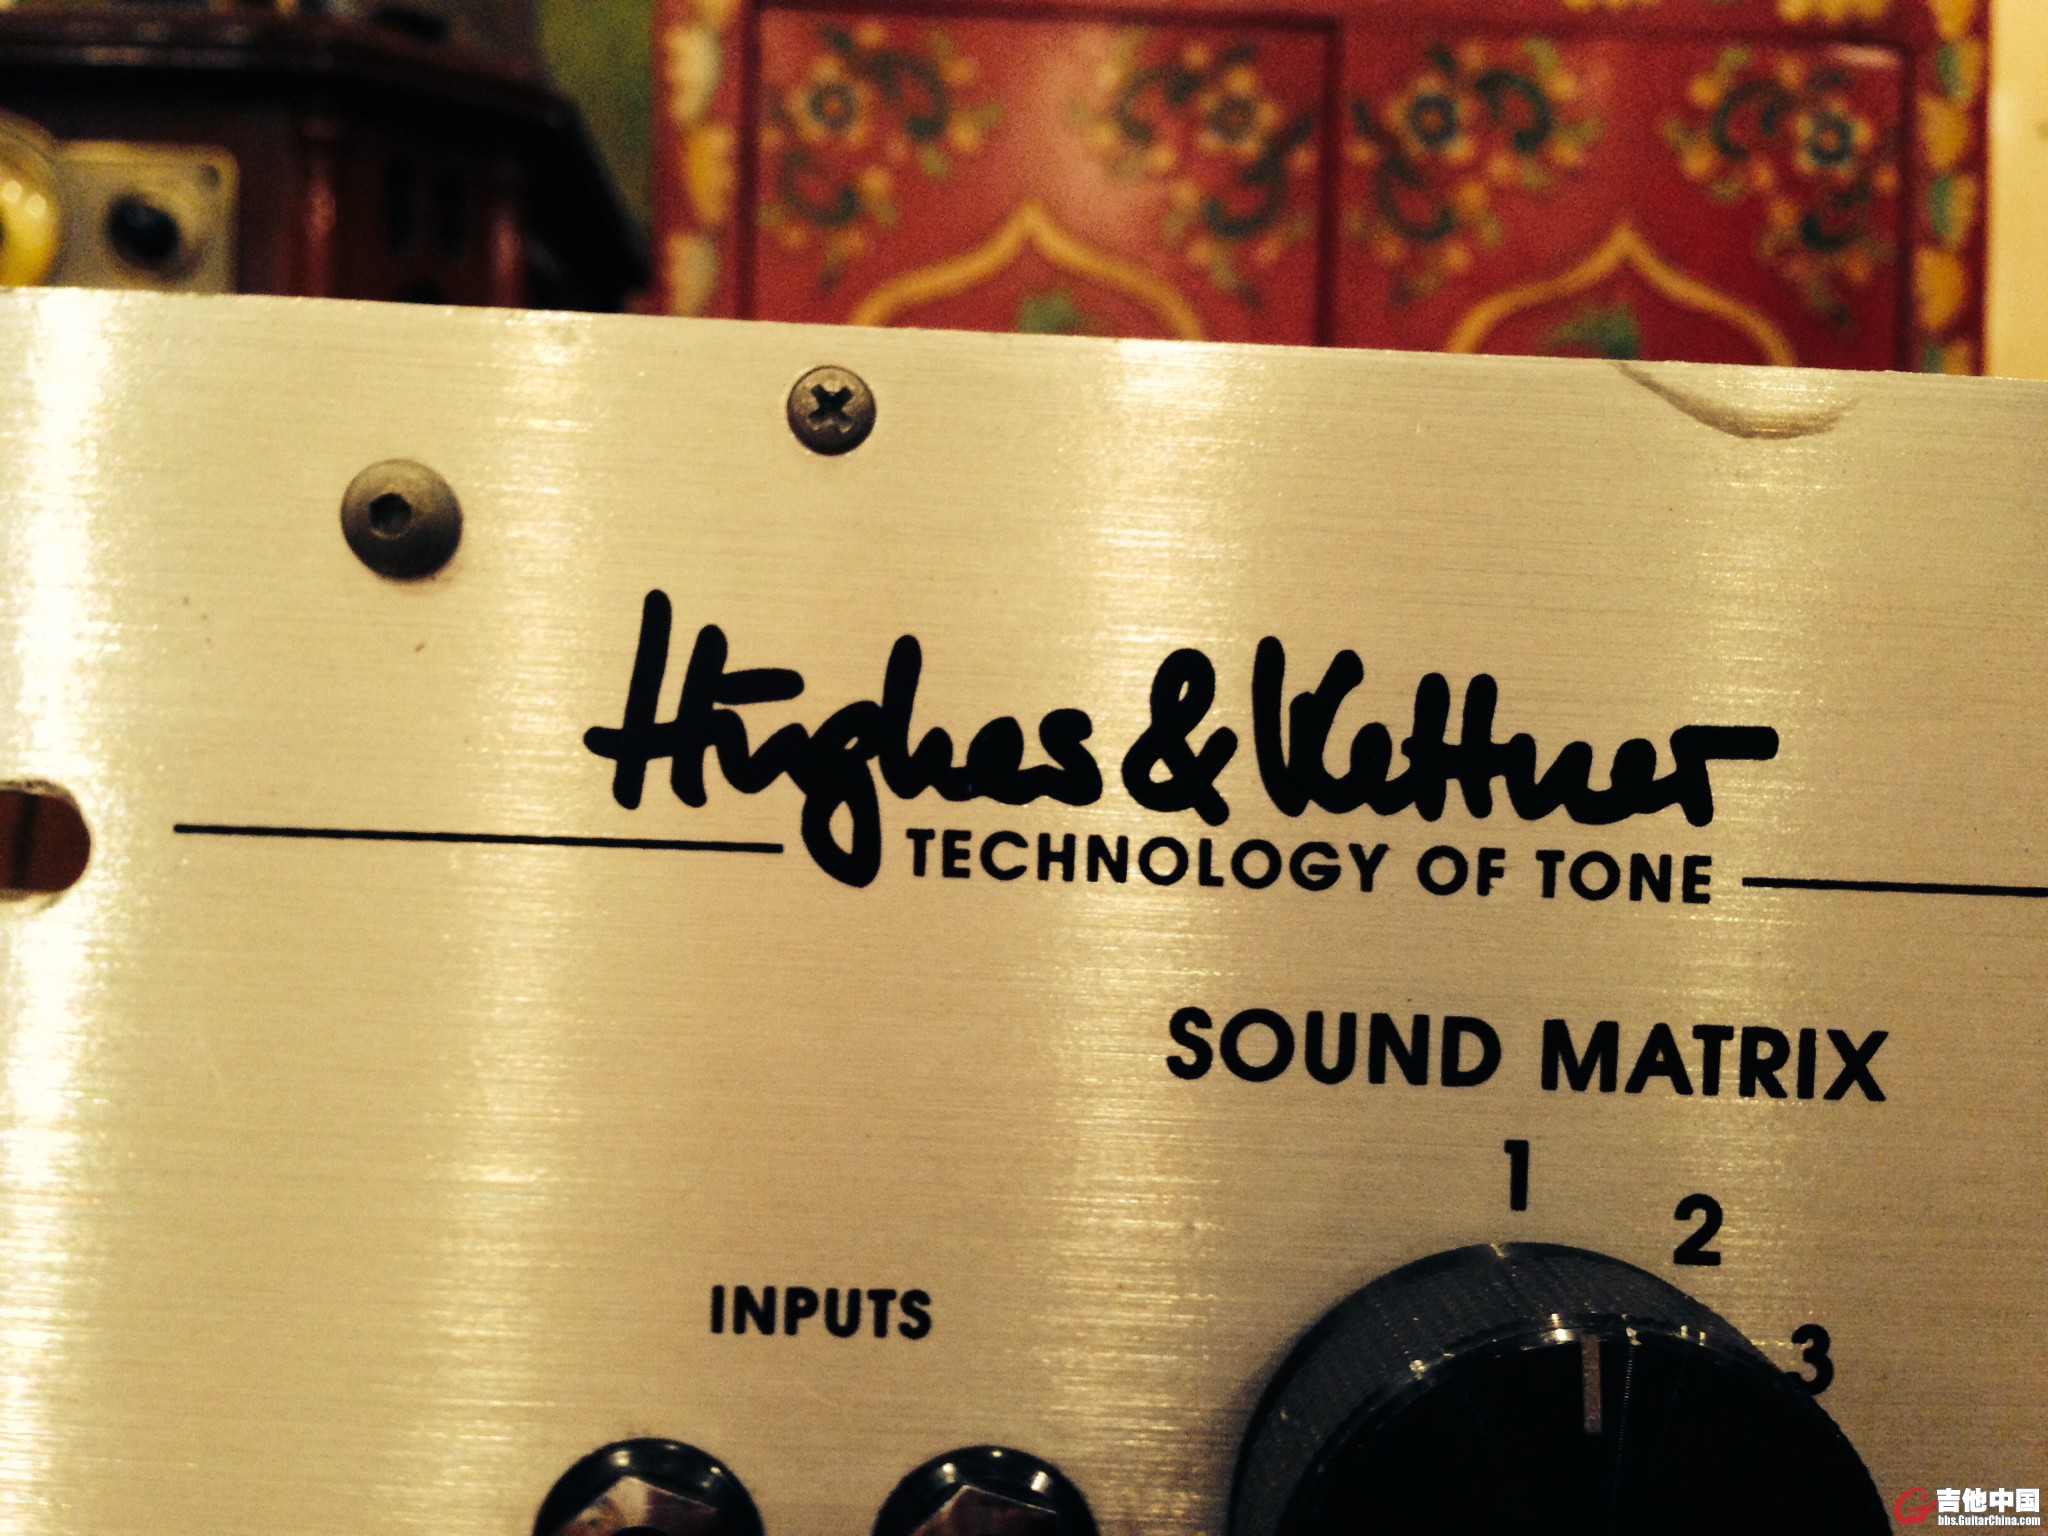 Hughes & Kettner
TECHNOLOGY OF TONE
SOUND MATRIX
1
2
3
INPUTS
吉他中国
bbs.GuitarChina.com